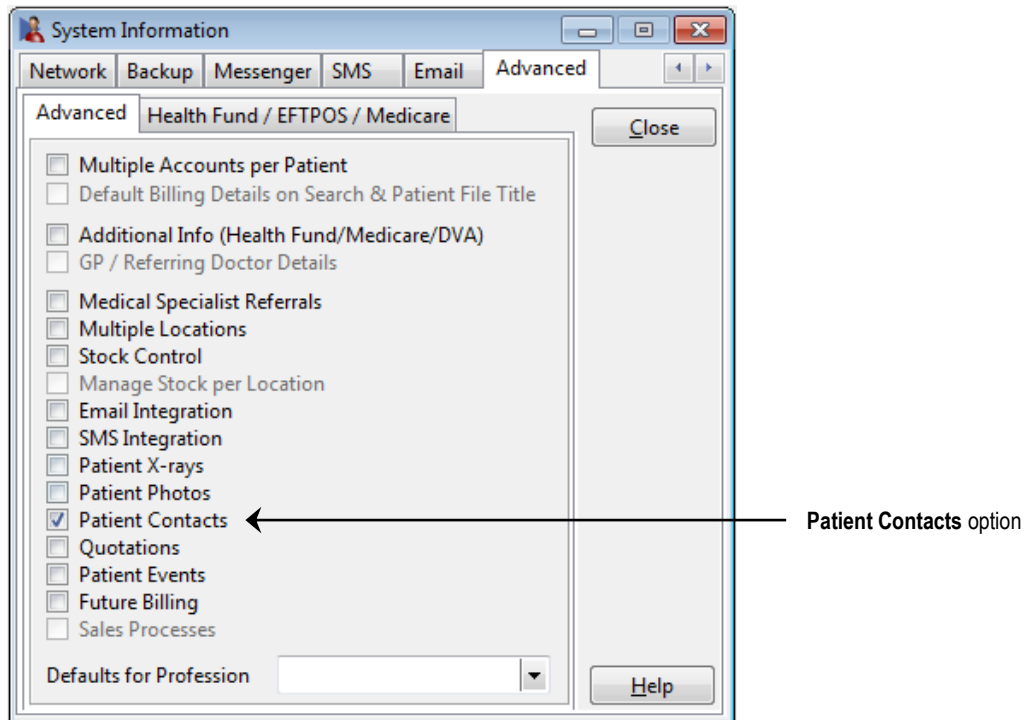 System Information
Network Backup Messenger SMS Email Advanced
Advanced Health Fund / EFTPOS / Medicare
Close
Multiple Accounts per Patient
Default Billing Details on Search & Patient File Title
Additional Info (Health Fund/Medicare/DVA)
GP / Referring Doctor Details
Medical Specialist Referrals
Multiple Locations
Stock Control
Manage Stock per Location
Email Integration
SMS Integration
Patient X-rays
Patient Photos
Patient Contacts
Patient Contacts option
Quotations
Patient Events
Future Billing
Sales Processes
Defaults for Profession
Help